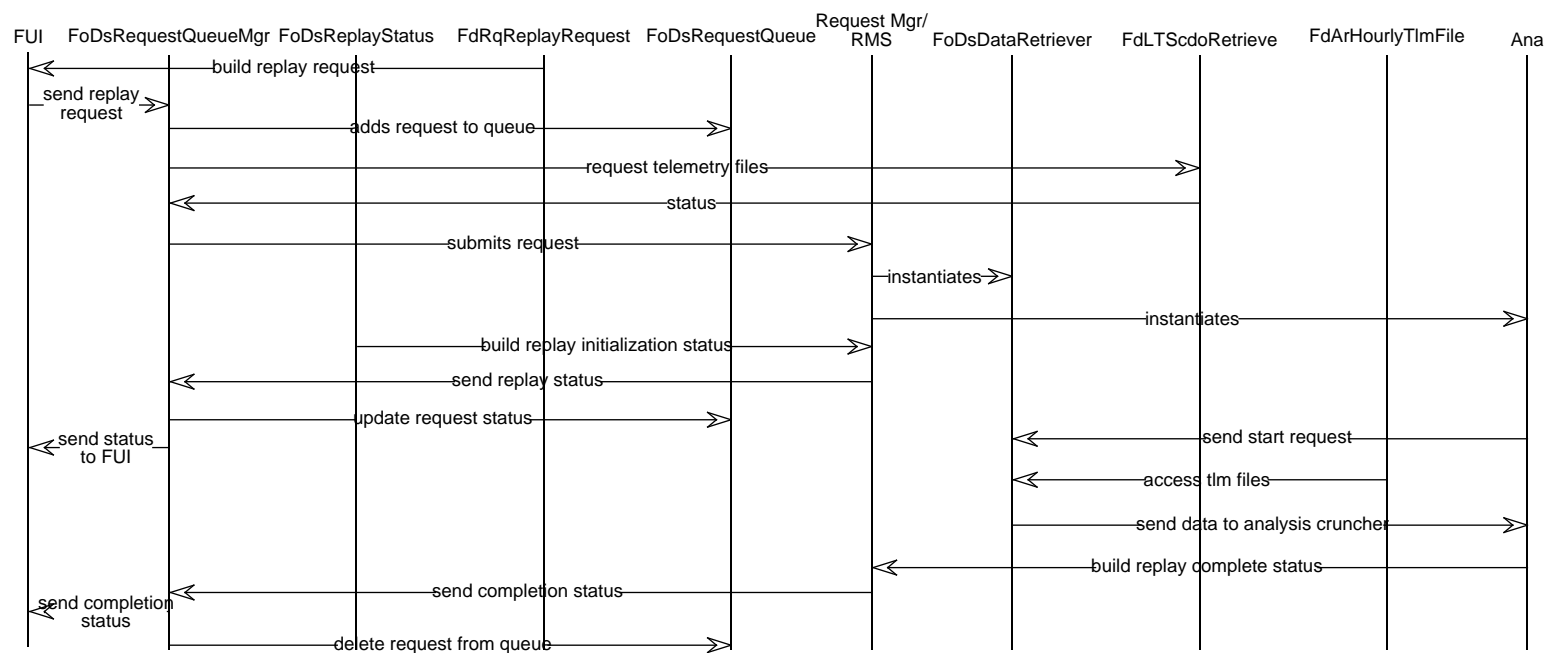 Request Mgr/
RMS
FUI
FoDsRequestQueueMgr
FoDsReplayStatus
FdRqReplayRequest
FoDsRequestQueue
FoDsDataRetriever
FdLTScdoRetrieve
FdArHourlyTlmFile
Ana
build replay request
send replay
request
adds request to queue
request telemetry files
status
submits request
instantiates
instantiates
build replay initialization status
send replay status
update request status
send status
to FUI
send start request
access tlm files
send data to analysis cruncher
build replay complete status
send completion status
send completion
status
delete request from queue